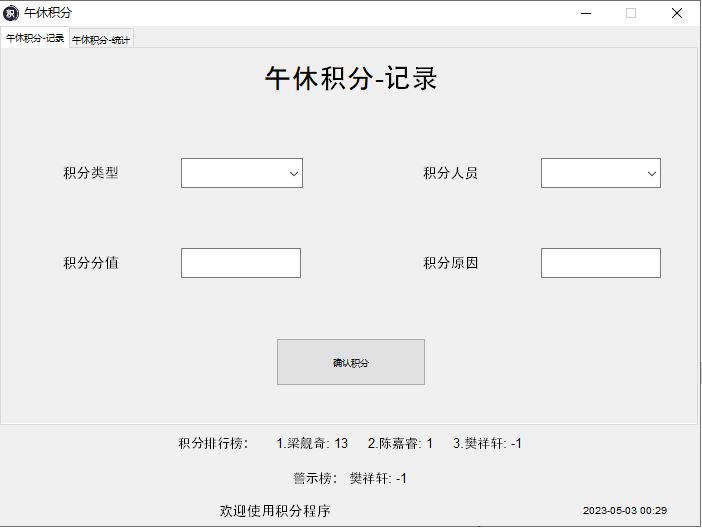 积 午休积分
午休积分-记录 午休积分-统计
午休积分-记录
积分类型 积分人员
积分分值 积分原因
确认积分
积分排行榜： 1.梁觊奇: 13 2.陈嘉睿: 1 3.樊祥轩: -1
警示榜： 樊祥轩: -1
欢迎使用积分程序 2023-05-03 00:29